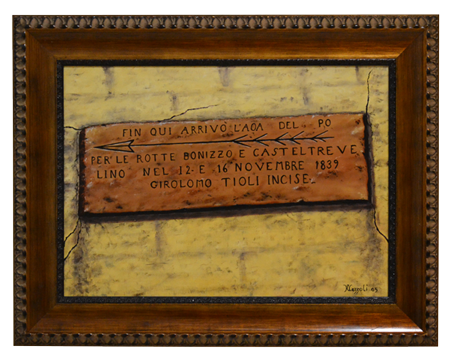 FIN QUI ARRIVÒ L'AQA DEL PO
PER LE ROTTE BONIZZO E CASTELTREVE
LINO NEL 12 E 16 NOVEMBRE 1839
GIROLOMO TIOLI INCISE